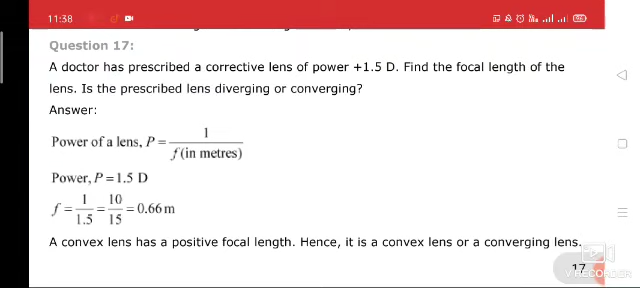 11:38
Question 17:
A doctor has prescribed a corrective lens of power +1.5 D. Find the focal length of the
lens. Is the prescribed lens diverging or converging?
Answer:
Power of a lens, P = 1 / f (in metres)
Power, P = 1.5 D
f = 1/1.5 = 10/15 = 0.66 m
A convex lens has a positive focal length. Hence, it is a convex lens or a converging lens.
17
RECORDER